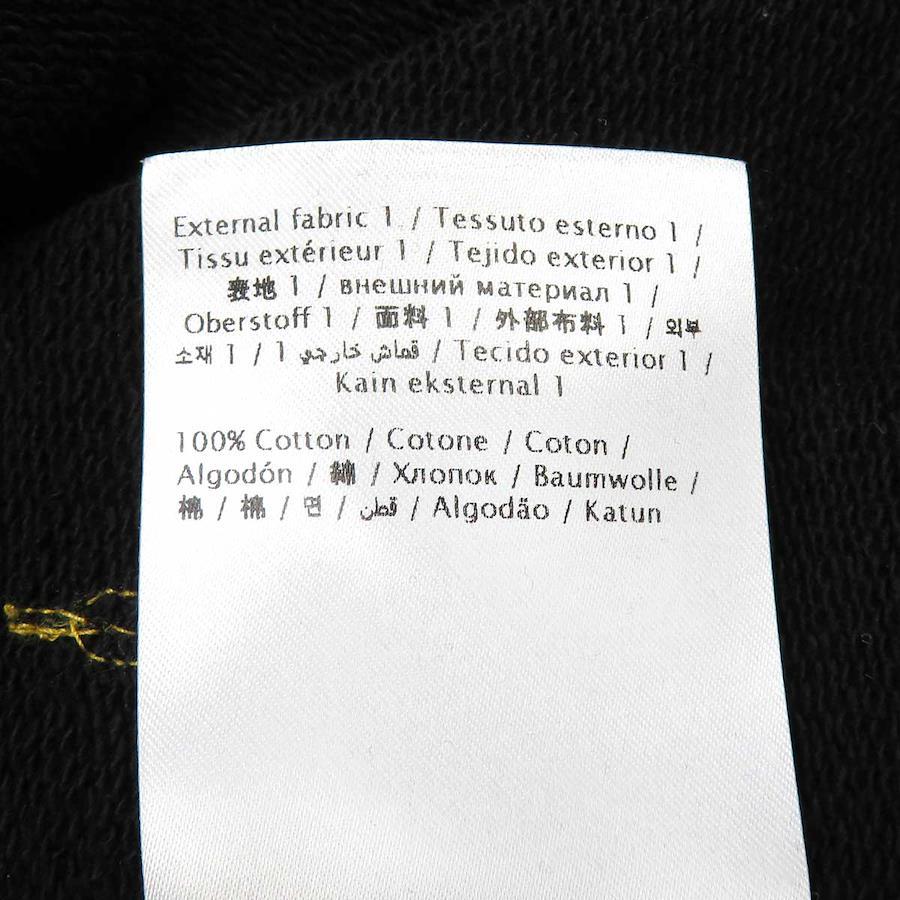 External fabric 1 / Tessuto esterno 1 /
Tissu extérieur 1 / Tejido exterior 1 /
表地 1 / внешний материал 1 /
Oberstoff 1 / 面料 1 / 外部布料 1 / 외부
소재 1 / قماش خارجي 1 / Tecido exterior 1 /
Kain eksternal 1
100% Cotton / Cotone / Coton /
Algodón / 綿 / Хлопок / Baumwolle /
棉 / 棉 / 면 / قطن / Algodão / Katun